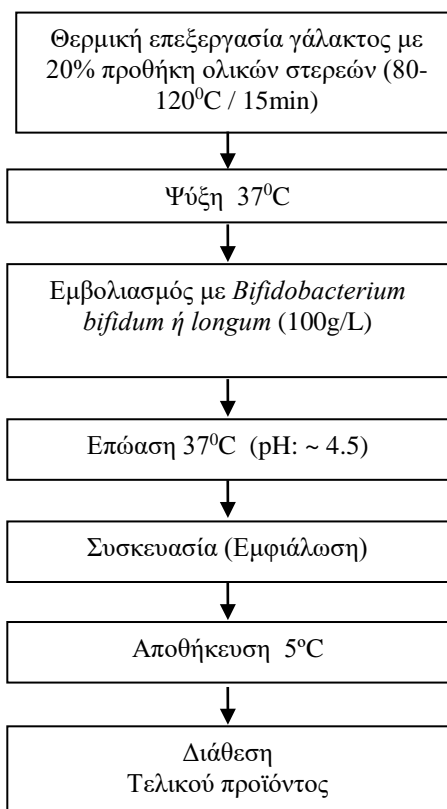 Θερμική επεξεργασία γάλακτος με
20% προθήκη ολικών στερεών (80-
120⁰C / 15min)
Ψύξη 37⁰C
Εμβολιασμός με Bifidobacterium
bifidum ή longum (100g/L)
Επώαση 37⁰C (pH: ~ 4.5)
Συσκευασία (Εμφιάλωση)
Αποθήκευση 5ºC
Διάθεση
Τελικού προϊόντος